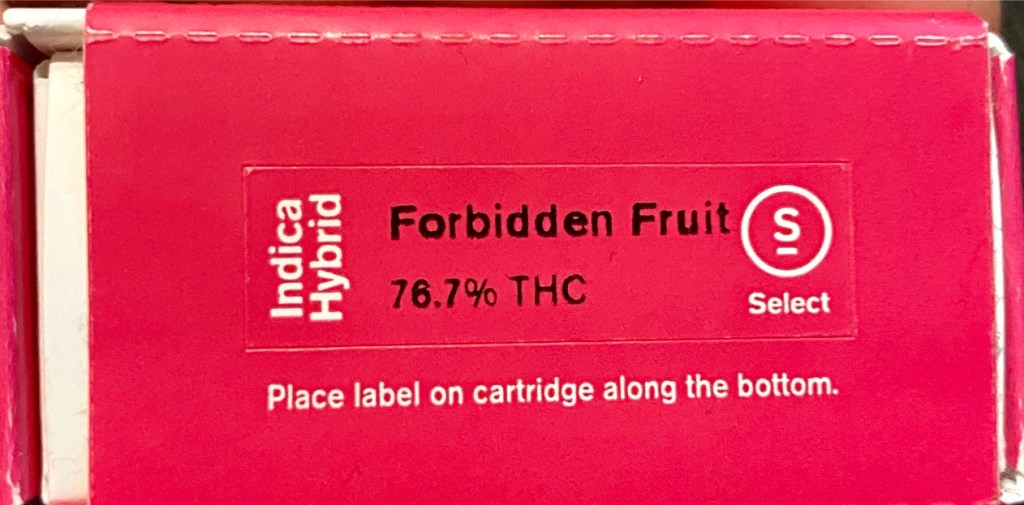 Indica
Hybrid
Forbidden Fruit
76.7% THC
S
Select
Place label on cartridge along the bottom.